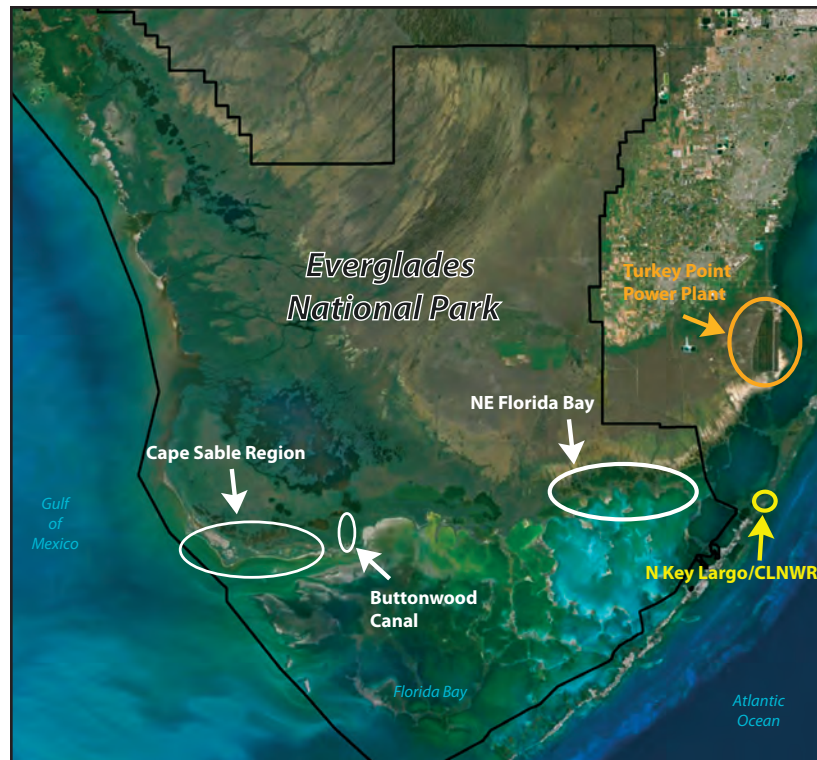 Everglades
National Park
Turkey Point
Power Plant
NE Florida Bay
Cape Sable Region
Gulf
of
Mexico
N Key Largo/CLNWR
Buttonwood
Canal
Florida Bay
Atlantic
Ocean